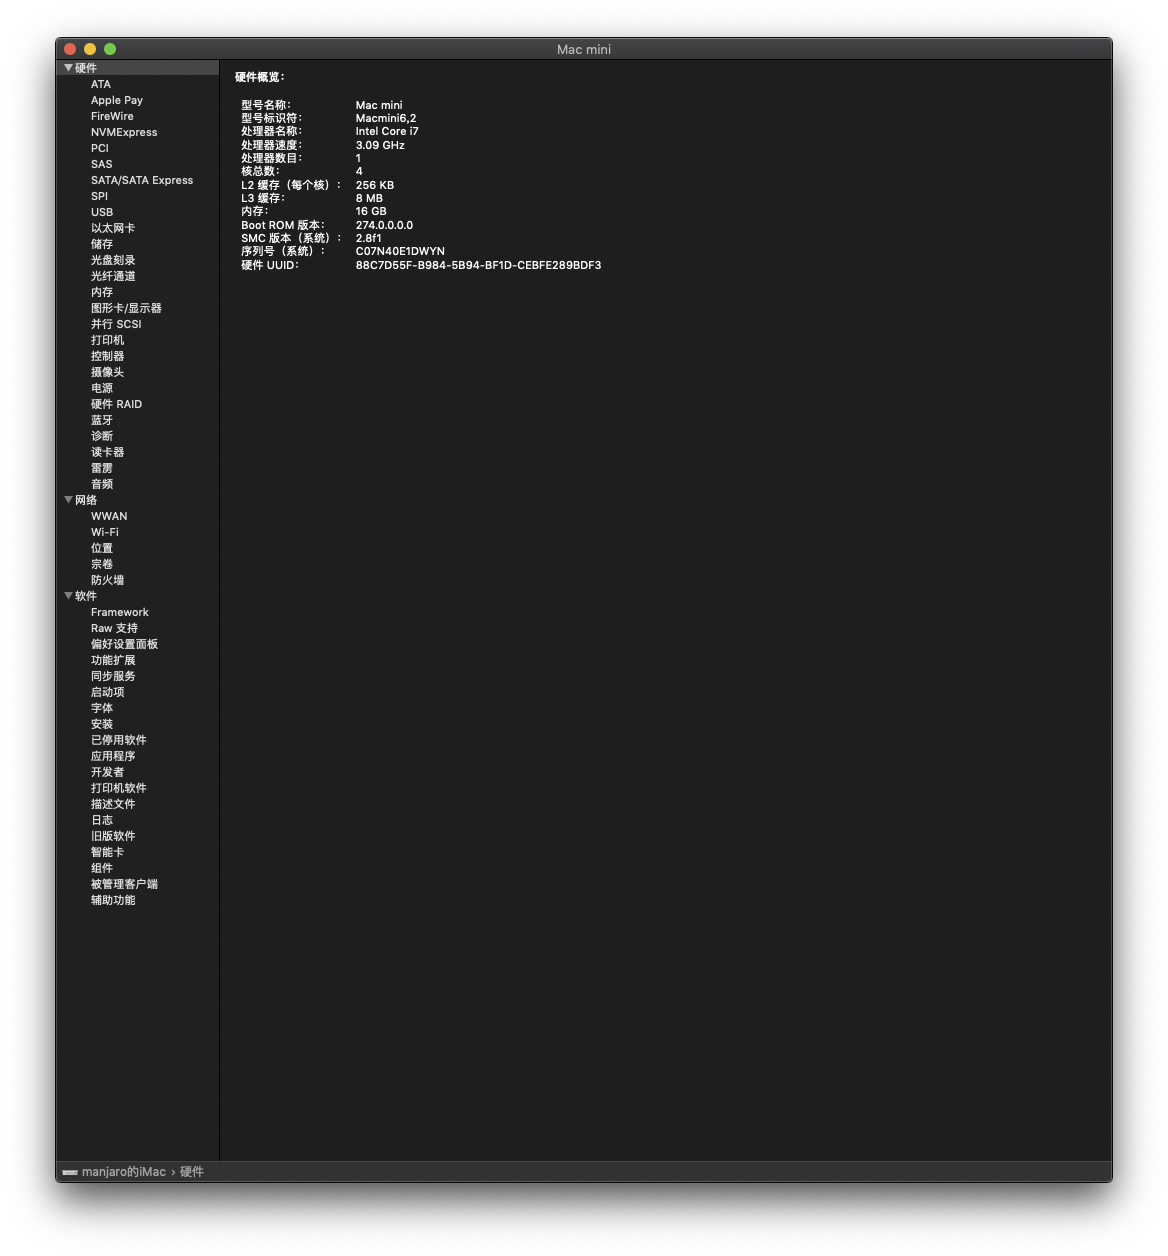 Mac mini
硬件
ATA
Apple Pay
FireWire
NVMExpress
PCI
SAS
SATA/SATA Express
SPI
USB
以太网卡
储存
光盘刻录
光纤通道
内存
图形卡/显示器
并行 SCSI
打印机
控制器
摄像头
电源
硬件 RAID
蓝牙
诊断
读卡器
雷雳
音频
网络
WWAN
Wi-Fi
位置
宗卷
防火墙
软件
Framework
Raw 支持
偏好设置面板
功能扩展
同步服务
启动项
字体
安装
已停用软件
应用程序
开发者
打印机软件
描述文件
日志
旧版软件
智能卡
组件
被管理客户端
辅助功能
硬件概览：
型号名称： Mac mini
型号标识符： Macmini6,2
处理器名称： Intel Core i7
处理器速度： 3.09 GHz
处理器数目： 1
核总数： 4
L2 缓存（每个核）： 256 KB
L3 缓存： 8 MB
内存： 16 GB
Boot ROM 版本： 274.0.0.0.0
SMC 版本（系统）： 2.8f1
序列号（系统）： C07N40E1DWYN
硬件 UUID： 88C7D55F-B984-5B94-BF1D-CEBFE289BDF3
manjaro的iMac › 硬件